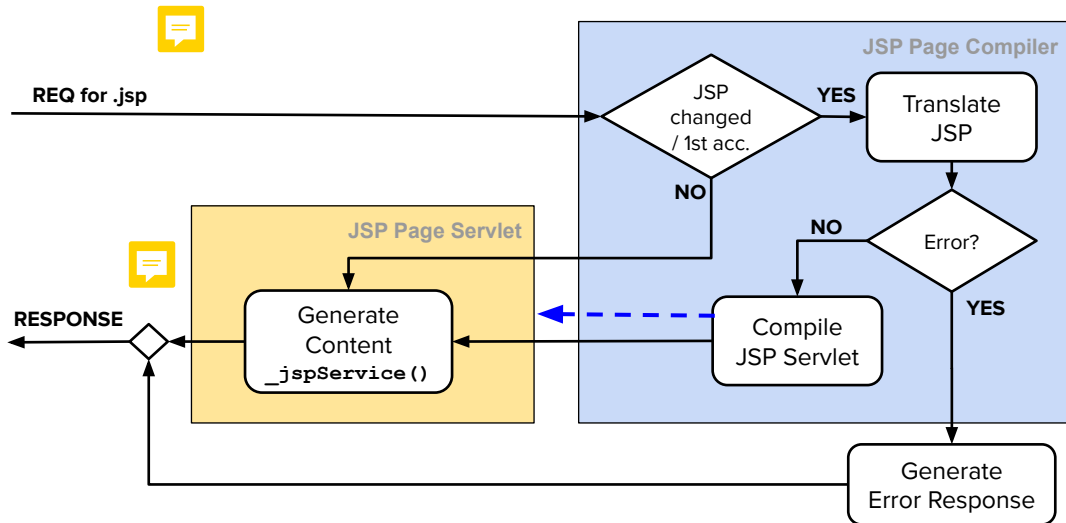 JSP Page Compiler
REQ for .jsp
JSP
changed
/ 1st acc.
YES
Translate
JSP
NO
JSP Page Servlet
NO
Error?
RESPONSE
Generate
Content
_jspService()
Compile
JSP Servlet
YES
Generate
Error Response